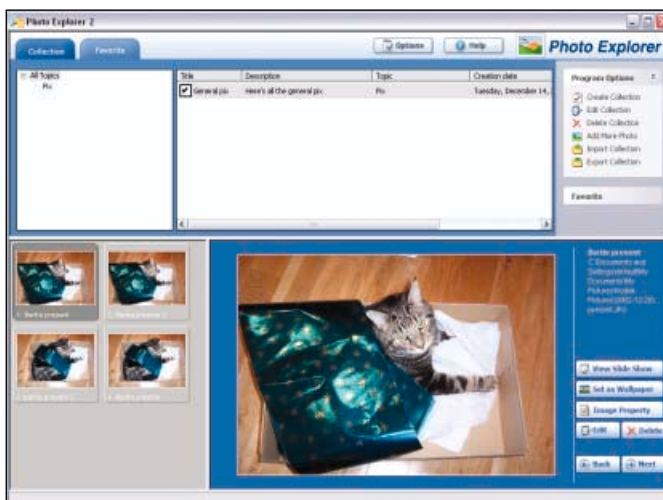 Photo Explorer 2
Collection
Favorite
Options
Help
Photo Explorer
All Topics
Pix
Title
Description
Topic
Creation date
General pix
Here's all the general pix.
Pix
Tuesday, December 14,
Program Options
Create Collection
Edit Collection
Delete Collection
Add More Photo
Import Collection
Export Collection
Favorite
View Slide Show
Set as Wallpaper
Image Property
Edit
Delete
Back
Next